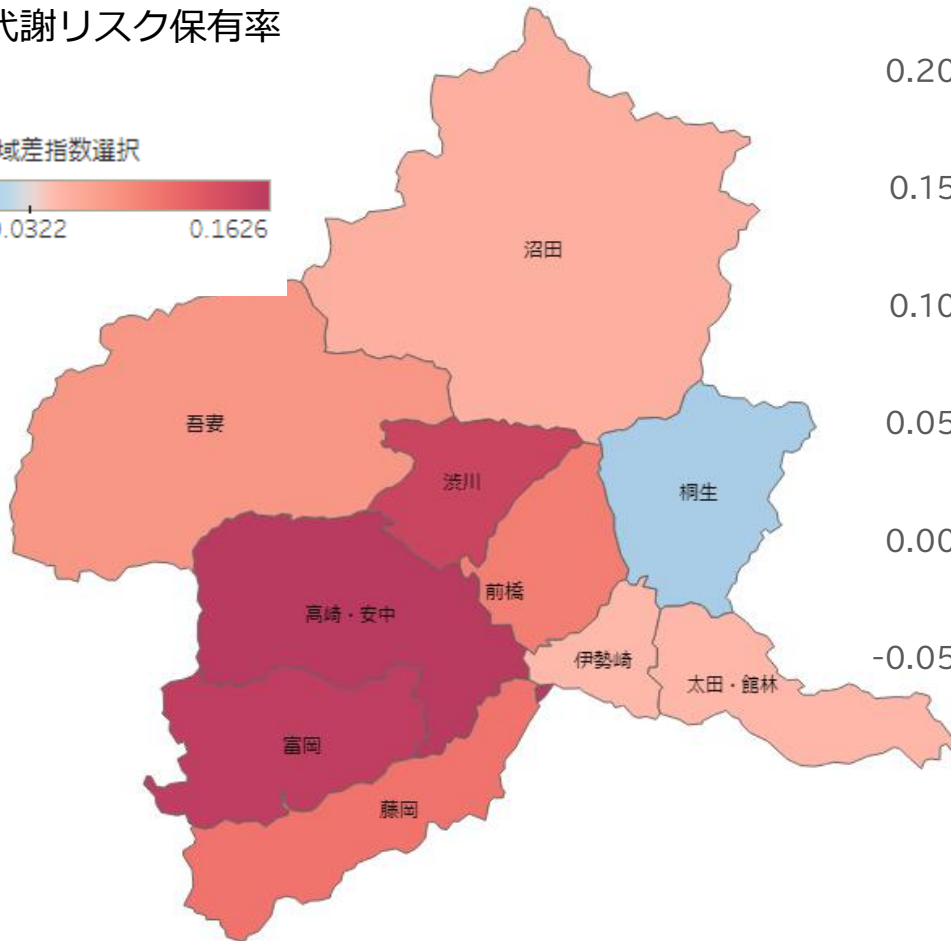 代謝リスク保有率
域差指数選択
0.0322
0.1626
0.20
0.15
0.10
0.05
0.00
-0.05
沼田
吾妻
渋川
桐生
前橋
高崎・安中
伊勢崎
太田・館林
富岡
藤岡